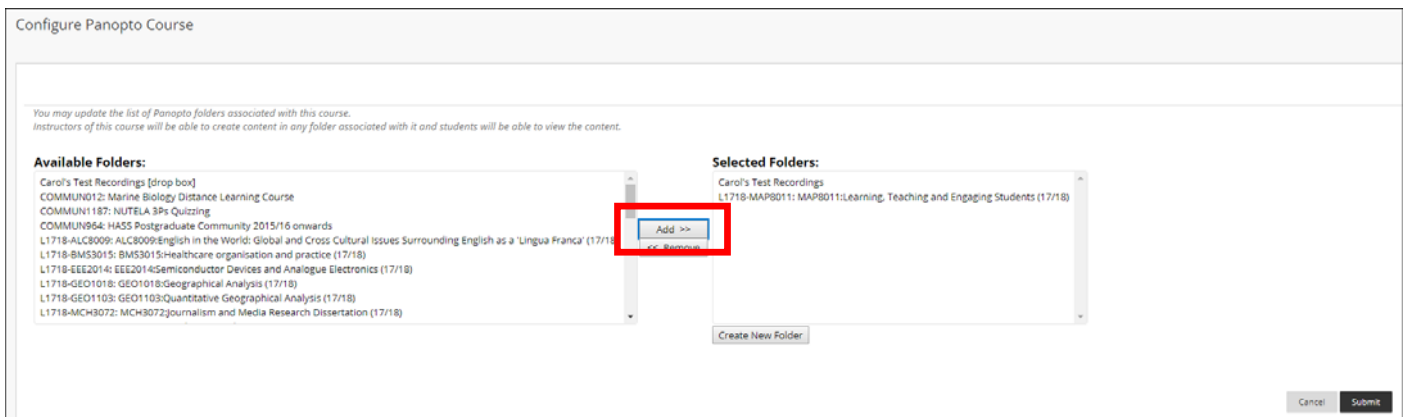 Configure Panopto Course
You may update the list of Panopto folders associated with this course.
Instructors of this course will be able to create content in any folder associated with it and students will be able to view the content.
Available Folders:
Carol's Test Recordings [drop box]
COMMUN012: Marine Biology Distance Learning Course
COMMUN1187: NUTELA 3Ps Quizzing
COMMUN964: HASS Postgraduate Community 2015/16 onwards
L1718-ALC8009: ALC8009:English in the World: Global and Cross Cultural Issues Surrounding English as a 'Lingua Franca' (17/18
L1718-BMS3015: BMS3015:Healthcare organisation and practice (17/18)
L1718-EEE2014: EEE2014:Semiconductor Devices and Analogue Electronics (17/18)
L1718-GEO1018: GEO1018:Geographical Analysis (17/18)
L1718-GEO1103: GEO1103:Quantitative Geographical Analysis (17/18)
L1718-MCH3072: MCH3072:Journalism and Media Research Dissertation (17/18)
Add >>
<< Remove
Selected Folders:
Carol's Test Recordings
L1718-MAP8011: MAP8011:Learning, Teaching and Engaging Students (17/18)
Create New Folder
Cancel
Submit